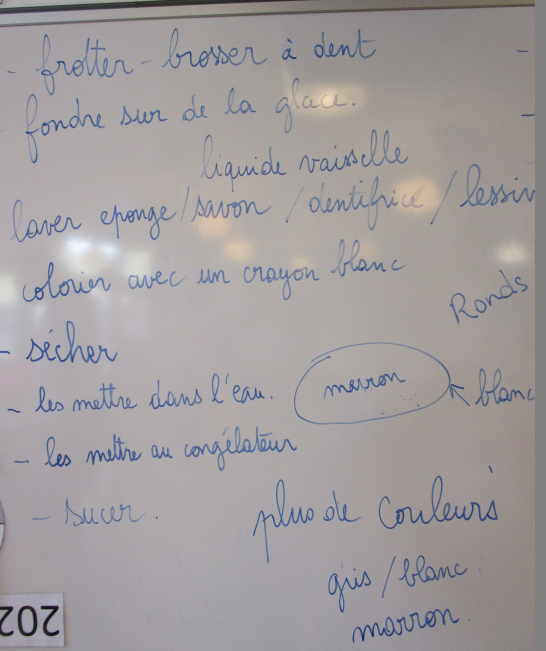 - frotter - brosser à dent
fondre sur de la glace.
liquide vaisselle
laver eponge/savon / dentifrice / lessiv
colorier avec un crayon blanc
Ronds
- sécher
- les mettre dans l'eau. marron ↖ blanc
- les mettre au congélateur
- sucer.
plus de couleurs
gris / blanc
marron.
202